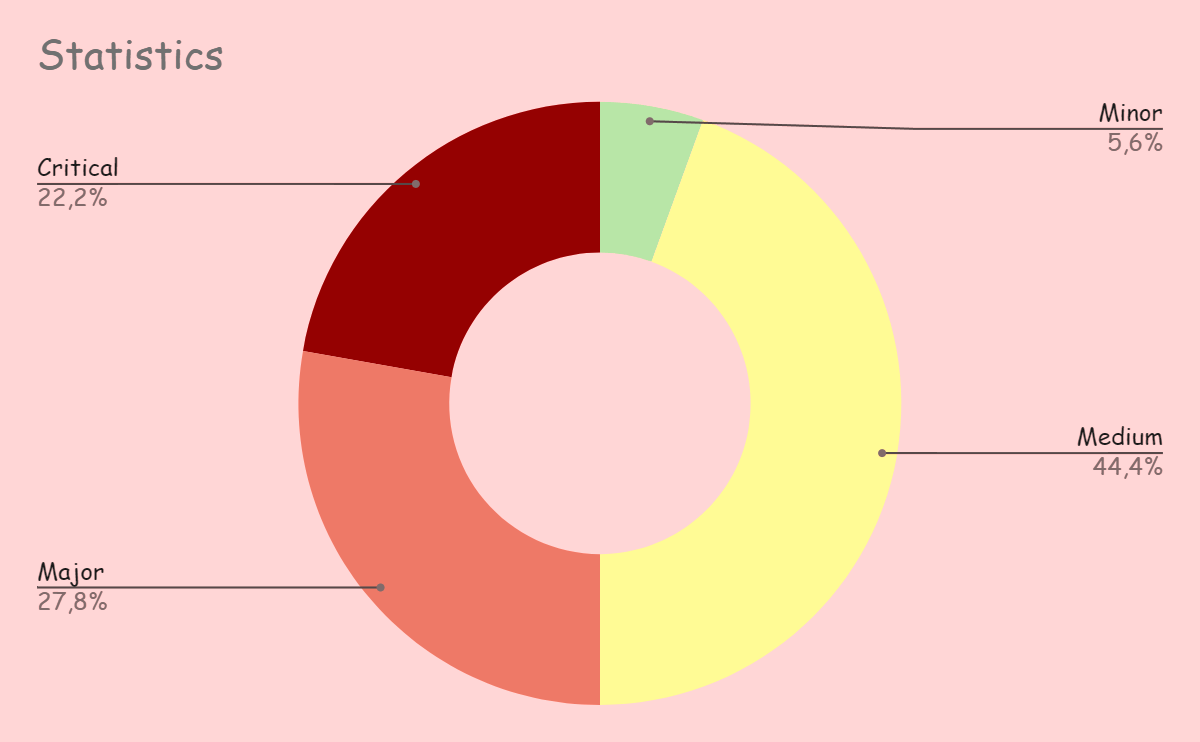 Statistics
Minor
5,6%
Critical
22,2%
Medium
44,4%
Major
27,8%